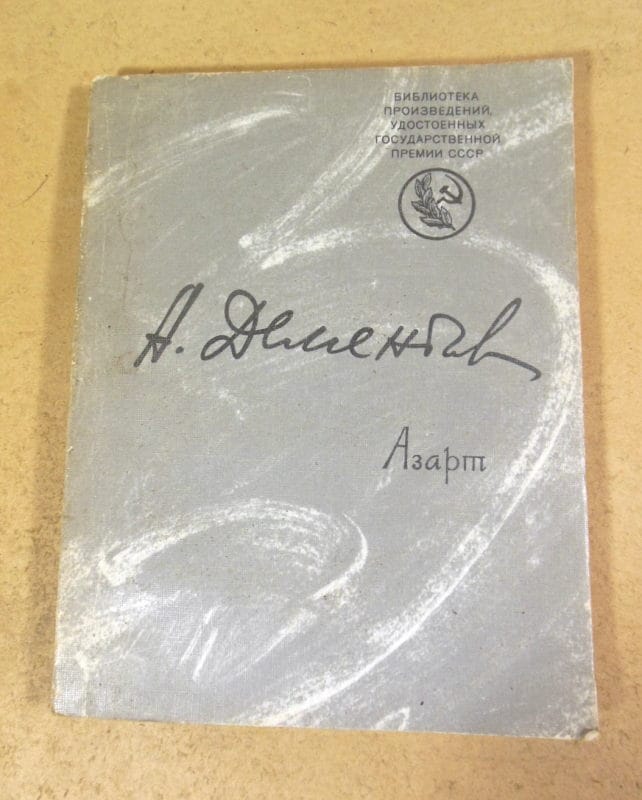 БИБЛИОТЕКА
ПРОИЗВЕДЕНИЙ,
УДОСТОЕННЫХ
ГОСУДАРСТВЕННОЙ
ПРЕМИИ СССР
А. Дементьев
Азарт